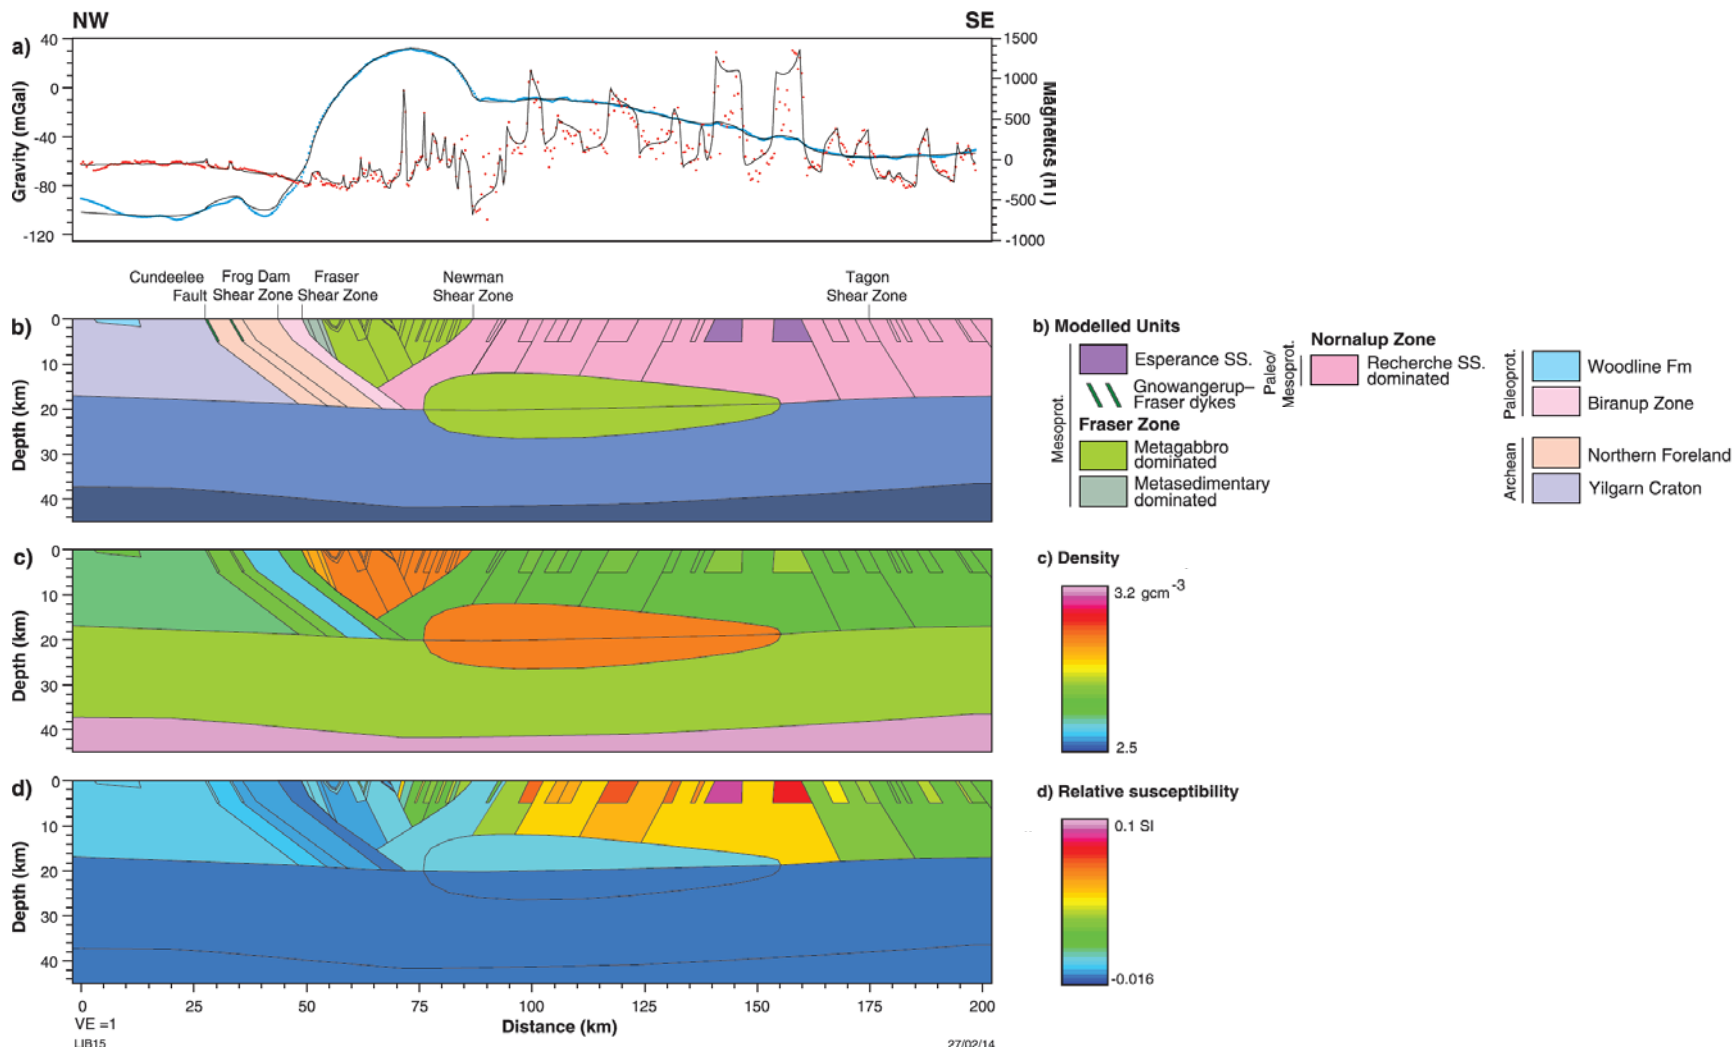 NW
SE
a)
40
0
-40
-80
-120
Gravity (mGal)
1500
1000
500
0
-500
-1000
Magnetics (nT)
Cundeelee
Fault
Frog Dam
Shear Zone
Fraser
Shear Zone
Newman
Shear Zone
Tagon
Shear Zone
b)
0
10
20
30
40
Depth (km)
b) Modelled Units
Mesoprot.
Esperance SS.
Gnowangerup–
Fraser dykes
Fraser Zone
Metagabbro
dominated
Metasedimentary
dominated
Paleo/
Mesoprot.
Nornalup Zone
Recherche SS.
dominated
Paleoprot.
Woodline Fm
Biranup Zone
Archean
Northern Foreland
Yilgarn Craton
c)
0
10
20
30
40
Depth (km)
c) Density
3.2 gcm-3
2.5
d)
0
10
20
30
40
Depth (km)
d) Relative susceptibility
0.1 SI
-0.016
0 25 50 75 100 125 150 175 200
VE =1
Distance (km)
LIB15
27/02/14